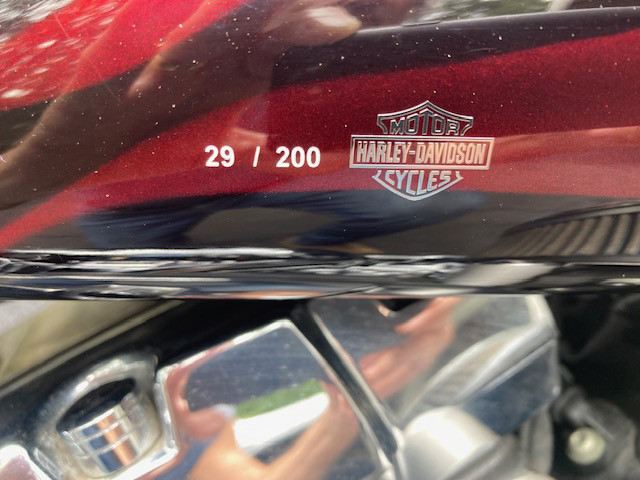 29 / 200
MOTOR
HARLEY-DAVIDSON
CYCLES